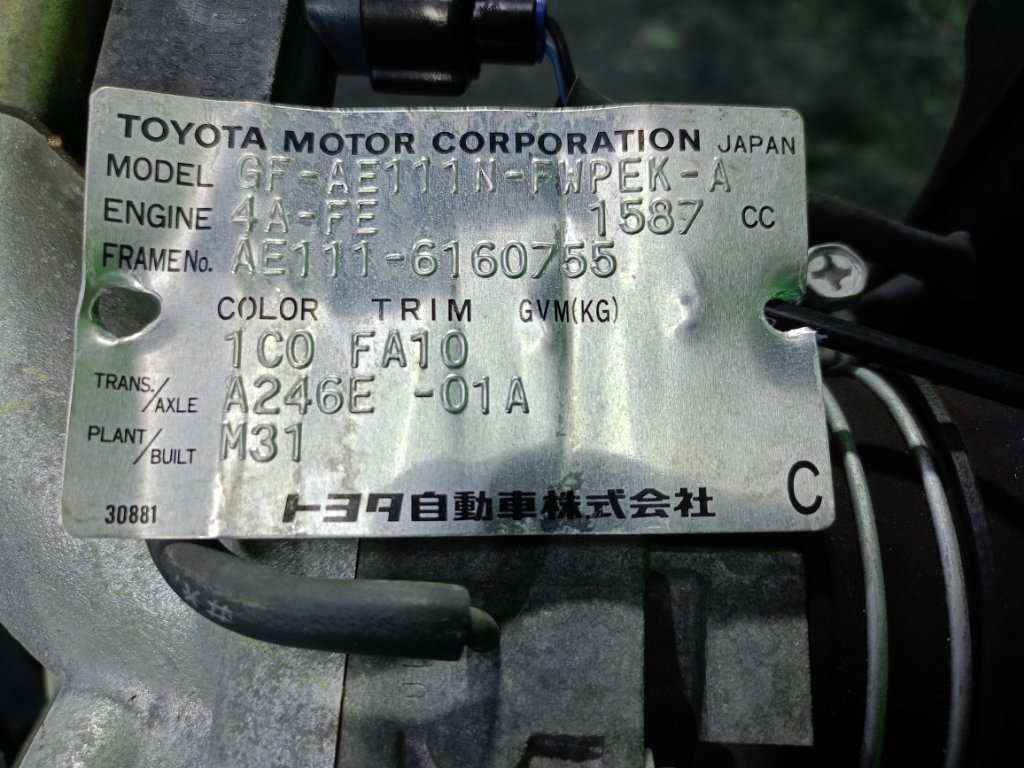 TOYOTA MOTOR CORPORATION JAPAN
MODEL GF-AE111N-FWPEK-A
ENGINE 4A-FE 1587 CC
FRAME No. AE111-6160755
COLOR TRIM GVM(KG)
1C0 FA10
TRANS./AXLE A246E -01A
PLANT/BUILT M31
トヨタ自動車株式会社 C
30881